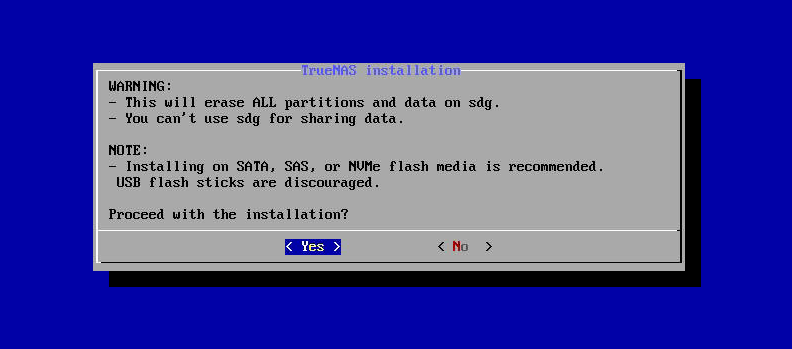 TrueNAS installation
WARNING:
- This will erase ALL partitions and data on sdg.
- You can't use sdg for sharing data.
NOTE:
- Installing on SATA, SAS, or NVMe flash media is recommended.
USB flash sticks are discouraged.
Proceed with the installation?
< Yes > < No >